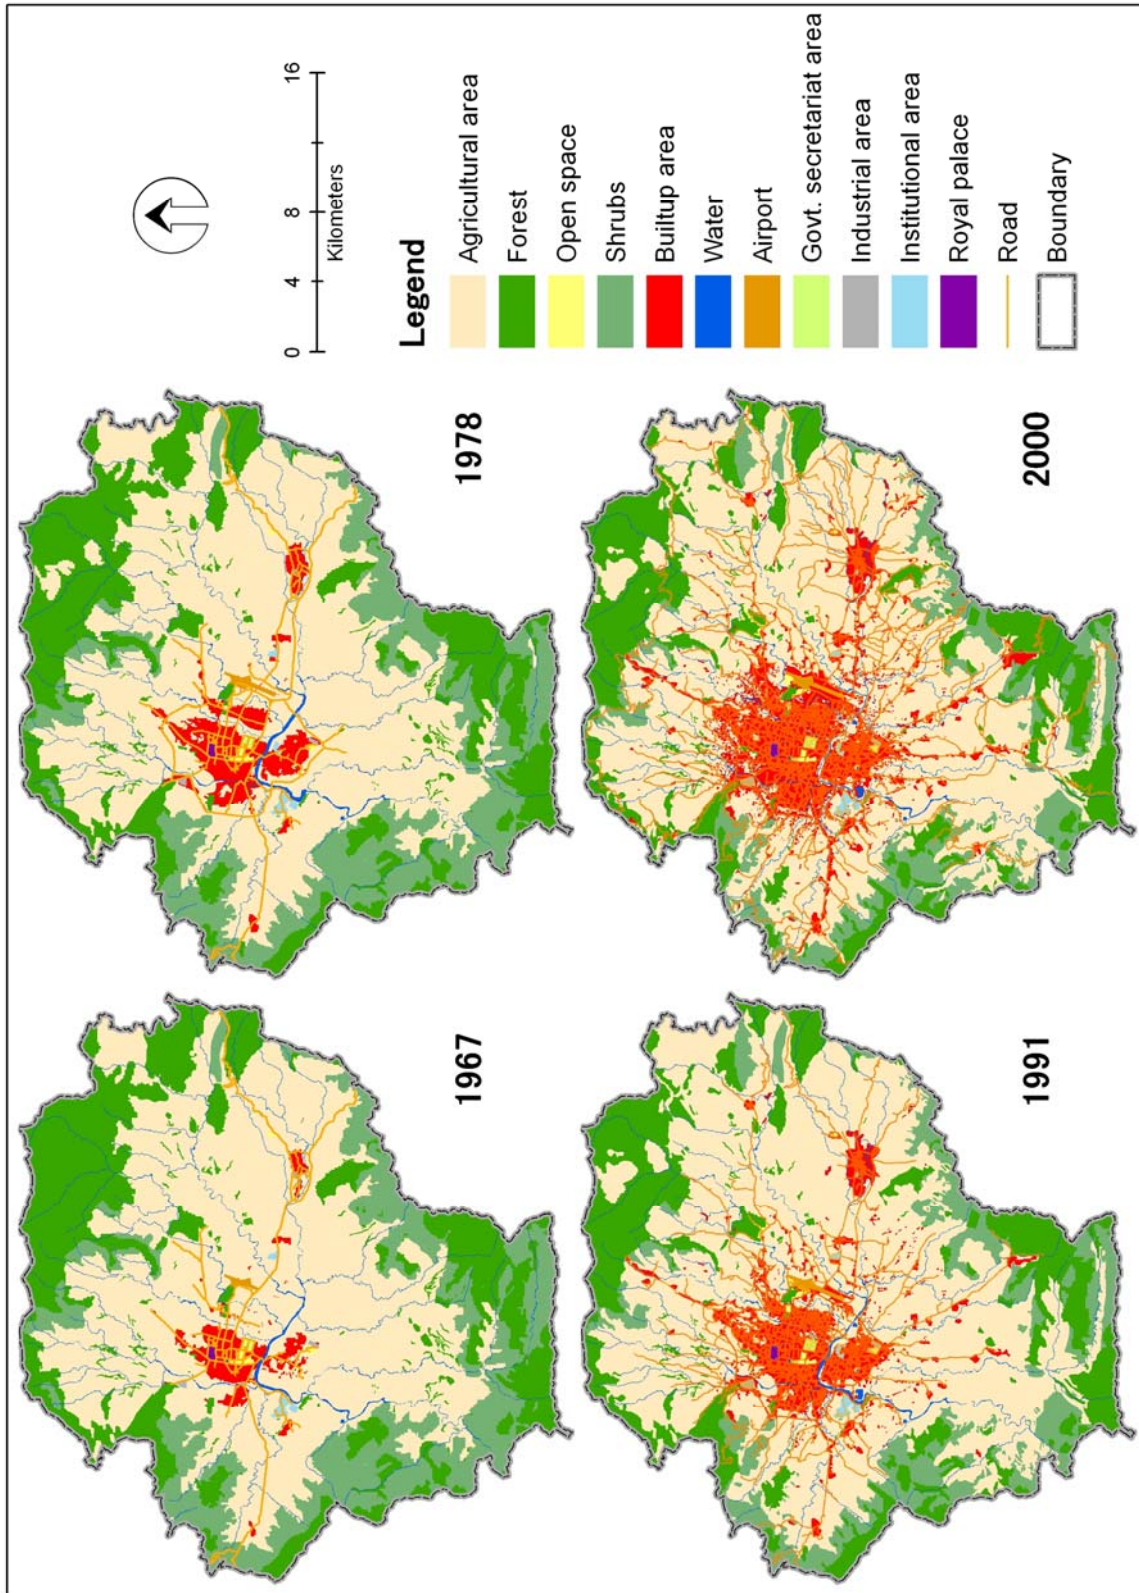 1967
1978
1991
2000
0 4 8 16
Kilometers
Legend
Agricultural area
Forest
Open space
Shrubs
Builtup area
Water
Airport
Govt. secretariat area
Industrial area
Institutional area
Royal palace
Road
Boundary